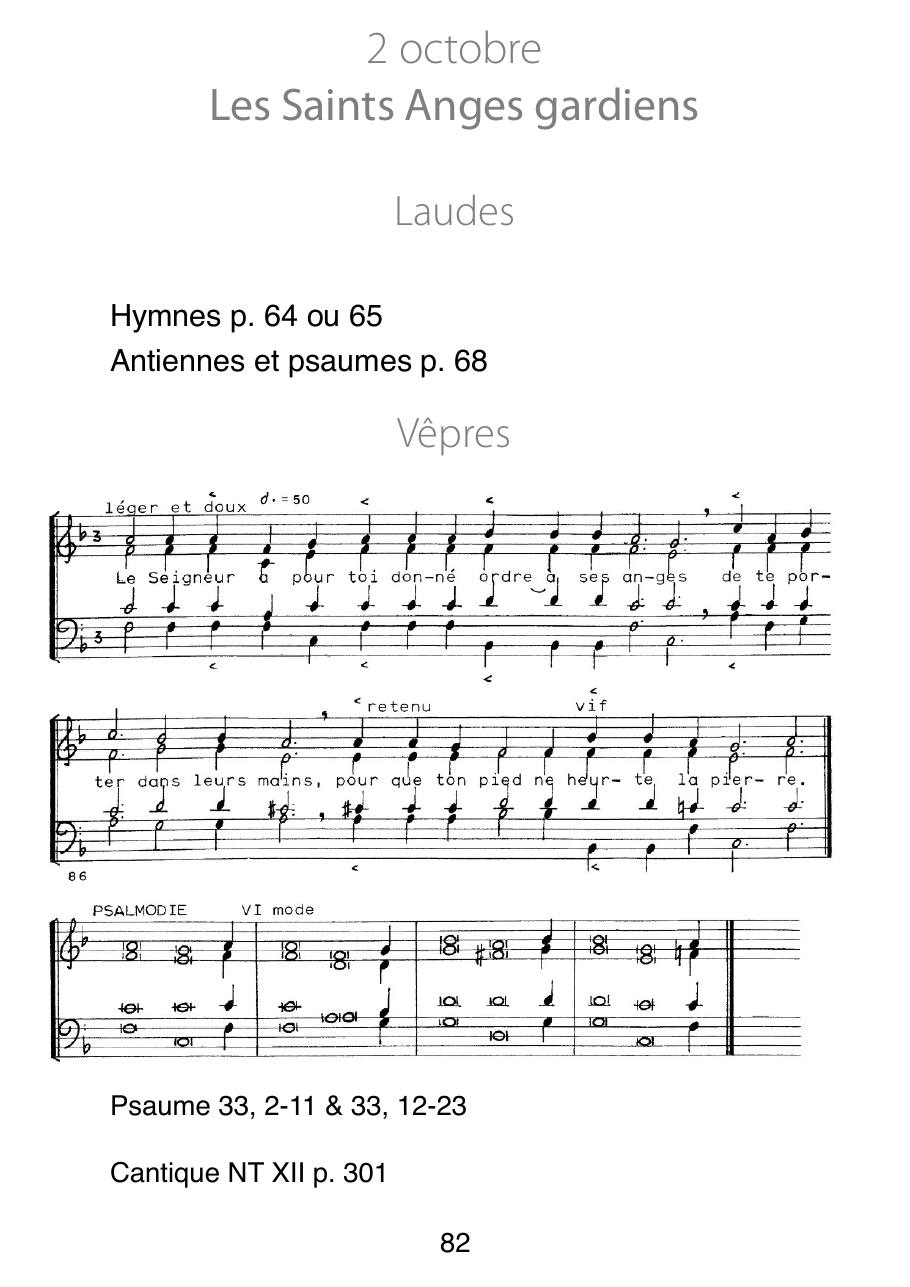 2 octobre
Les Saints Anges gardiens
Laudes
Hymnes p. 64 ou 65
Antiennes et psaumes p. 68
Vêpres
léger et doux 𝅗𝅥. = 50
3
Le Seigneur a pour toi don-né ordre à ses an-ges de te por-
3
retenu vif
ter dans leurs mains, pour que ton pied ne heur-te la pier-re.
86
PSALMODIE VI mode
Psaume 33, 2-11 & 33, 12-23
Cantique NT XII p. 301
82